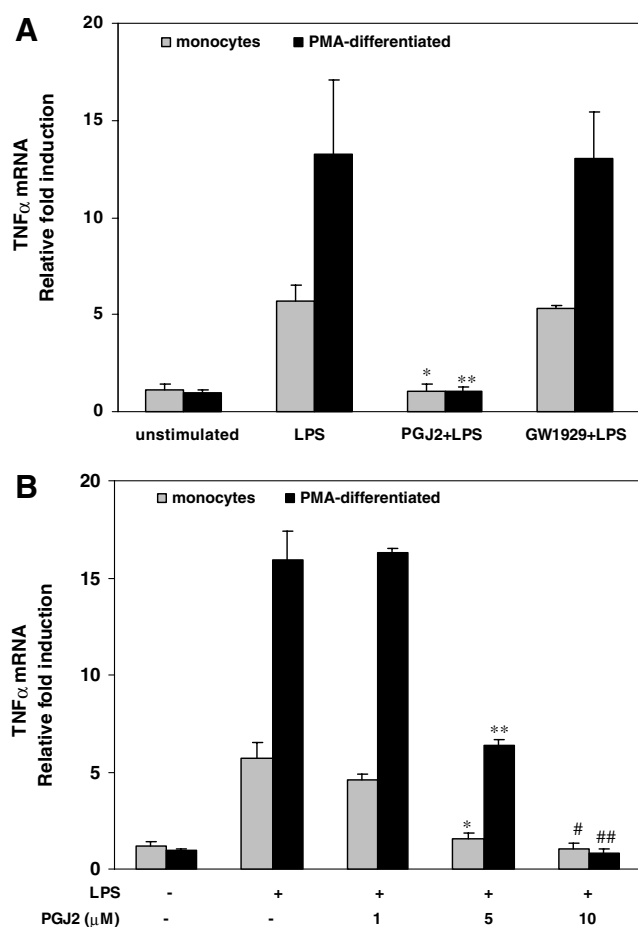 A
monocytes PMA-differentiated
TNFα mRNA
Relative fold induction
20
15
10
5
0
* **
unstimulated LPS PGJ2+LPS GW1929+LPS
B
monocytes PMA-differentiated
TNFα mRNA
Relative fold induction
20
15
10
5
0
* **
# ##
LPS - + + + +
PGJ2 (μM) - - 1 5 10